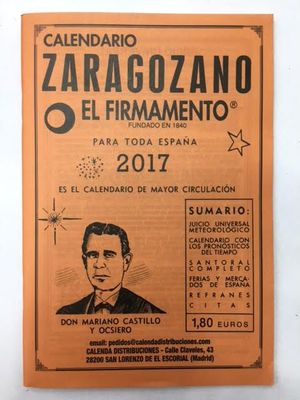 CALENDARIO
ZARAGOZANO
EL FIRMAMENTO®
FUNDADO EN 1840
PARA TODA ESPAÑA
2017
ES EL CALENDARIO DE MAYOR CIRCULACIÓN
SUMARIO:
JUICIO UNIVERSAL
METEOROLÓGICO
CALENDARIO CON
LOS PRONÓSTICOS
DEL TIEMPO
SANTORAL
COMPLETO
FERIAS Y MERCA-
DOS DE ESPAÑA
REFRANES
CITAS
1,80 EUROS
DON MARIANO CASTILLO
Y OCSIERO
email: pedidos@calendadistribuciones.com
CALENDA DISTRIBUCIONES - Calle Claveles, 43
28200 SAN LORENZO DE EL ESCORIAL (Madrid)